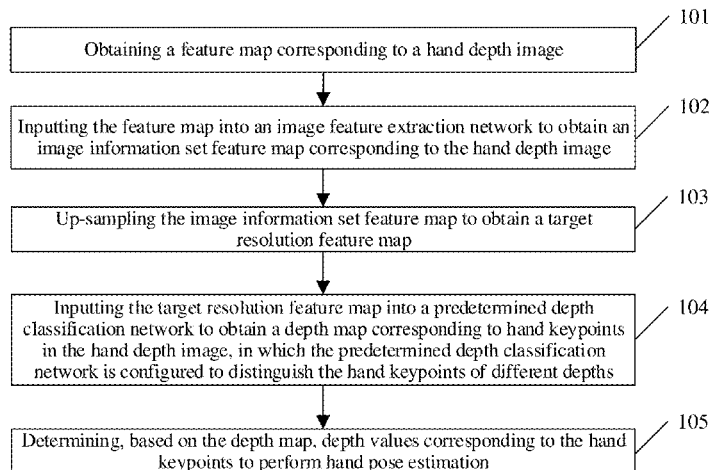 101
Obtaining a feature map corresponding to a hand depth image
102
Inputting the feature map into an image feature extraction network to obtain an
image information set feature map corresponding to the hand depth image
103
Up-sampling the image information set feature map to obtain a target
resolution feature map
104
Inputting the target resolution feature map into a predetermined depth
classification network to obtain a depth map corresponding to hand keypoints
in the hand depth image, in which the predetermined depth classification
network is configured to distinguish the hand keypoints of different depths
105
Determining, based on the depth map, depth values corresponding to the hand
keypoints to perform hand pose estimation